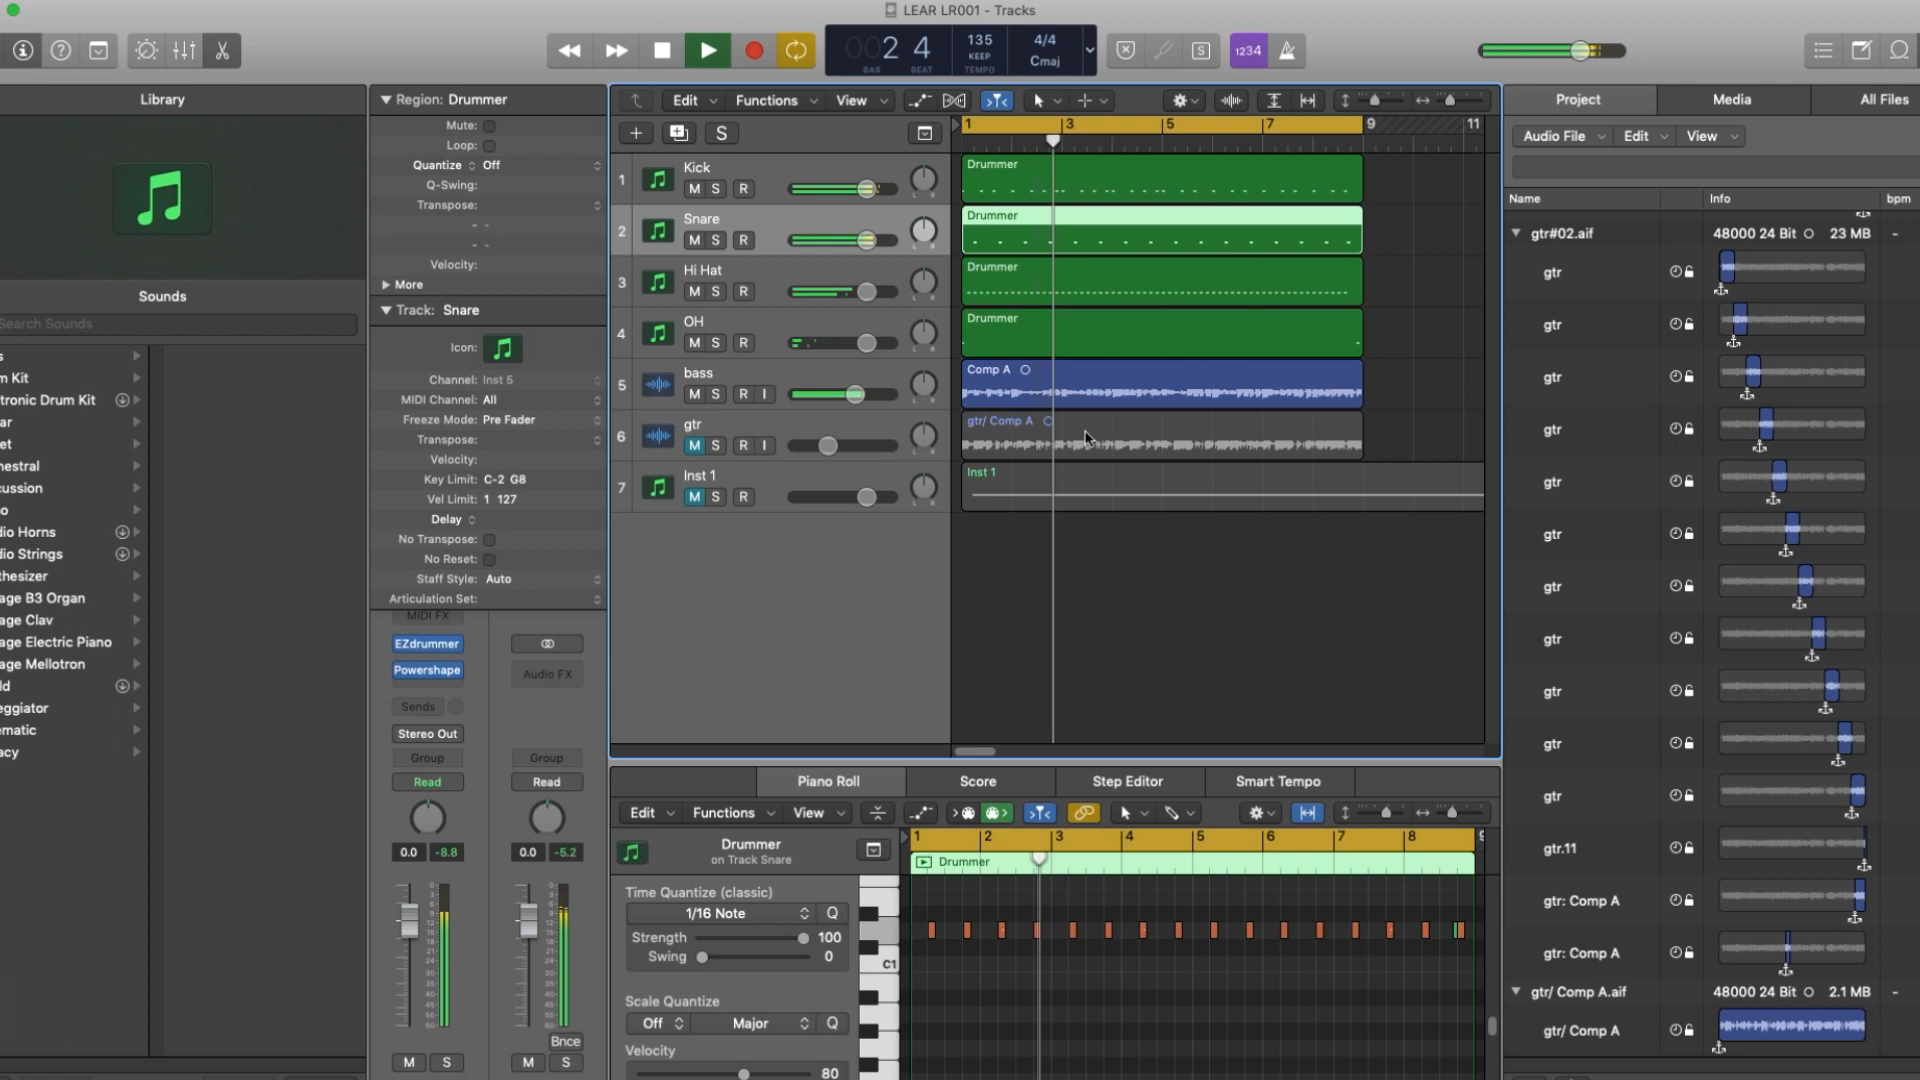 LEAR LR001 - Tracks
2 4
BAR BEAT
135
KEEP
TEMPO
4/4
Cmaj
S
1234
Library
Sounds
Search Sounds
m Kit
tronic Drum Kit
hestral
cussion
dio Horns
dio Strings
thesizer
age B3 Organ
age Clav
age Electric Piano
age Mellotron
eggiator
ematic
acy
Region: Drummer
Mute:
Loop:
Quantize Off
Q-Swing:
Transpose:
- -
- -
Velocity:
More
Track: Snare
Icon:
Channel: Inst 5
MIDI Channel: All
Freeze Mode: Pre Fader
Transpose:
Velocity:
Key Limit: C-2 G8
Vel Limit: 1 127
Delay
No Transpose:
No Reset:
Staff Style: Auto
Articulation Set:
MIDI FX
EZdrummer
Powershape
Audio FX
Sends
Stereo Out
Group Group
Read Read
0.0 -8.8 0.0 -5.2
Bnce
M S M S
Edit Functions View
S
1 3 5 7 9 11
1 Kick
M S R
Drummer
2 Snare
M S R
Drummer
3 Hi Hat
M S R
Drummer
4 OH
M S R
Drummer
5 bass
M S R I
Comp A
6 gtr
M S R I
gtr/ Comp A
7 Inst 1
M S R
Inst 1
Piano Roll Score Step Editor Smart Tempo
Edit Functions View
1 2 3 4 5 6 7 8 9
Drummer
on Track Snare
Drummer
Time Quantize (classic)
1/16 Note Q
Strength 100
Swing 0
C1
Scale Quantize
Off Major Q
Velocity
80
Project Media All Files
Audio File Edit View
Name Info bpm
gtr#02.aif 48000 24 Bit 23 MB -
gtr
gtr
gtr
gtr
gtr
gtr
gtr
gtr
gtr
gtr
gtr
gtr.11
gtr: Comp A
gtr: Comp A
gtr/ Comp A.aif 48000 24 Bit 2.1 MB -
gtr/ Comp A